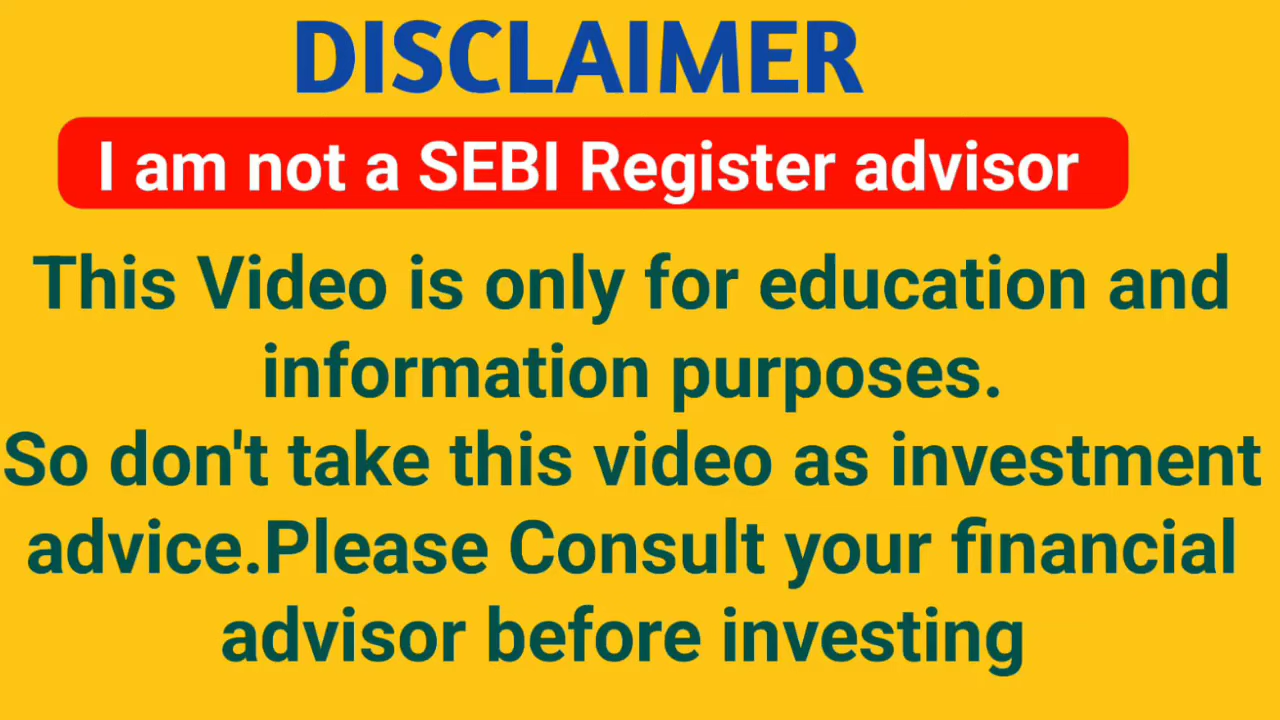 DISCLAIMER
I am not a SEBI Register advisor
This Video is only for education and
information purposes.
So don't take this video as investment
advice.Please Consult your financial
advisor before investing